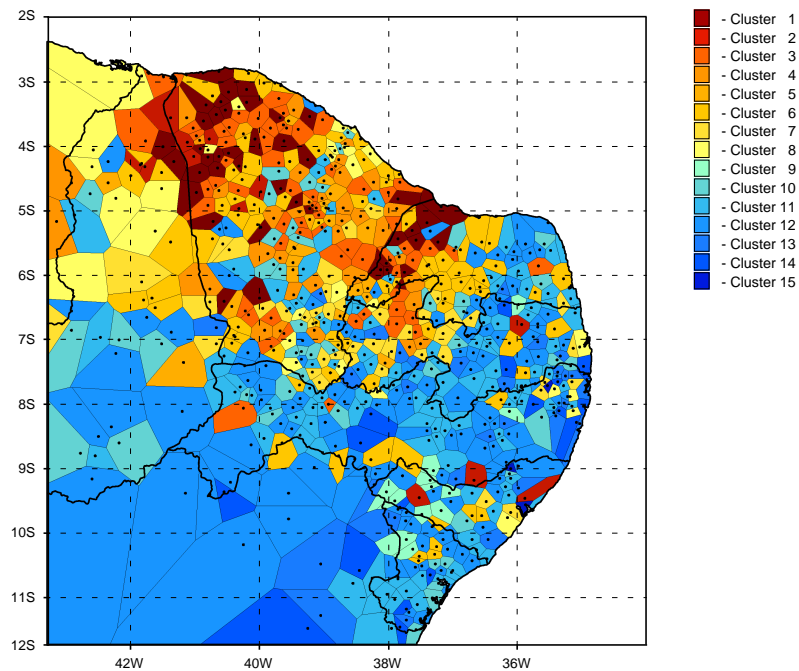 2S
3S
4S
5S
6S
7S
8S
9S
10S
11S
12S
42W 40W 38W 36W
- Cluster 1
- Cluster 2
- Cluster 3
- Cluster 4
- Cluster 5
- Cluster 6
- Cluster 7
- Cluster 8
- Cluster 9
- Cluster 10
- Cluster 11
- Cluster 12
- Cluster 13
- Cluster 14
- Cluster 15